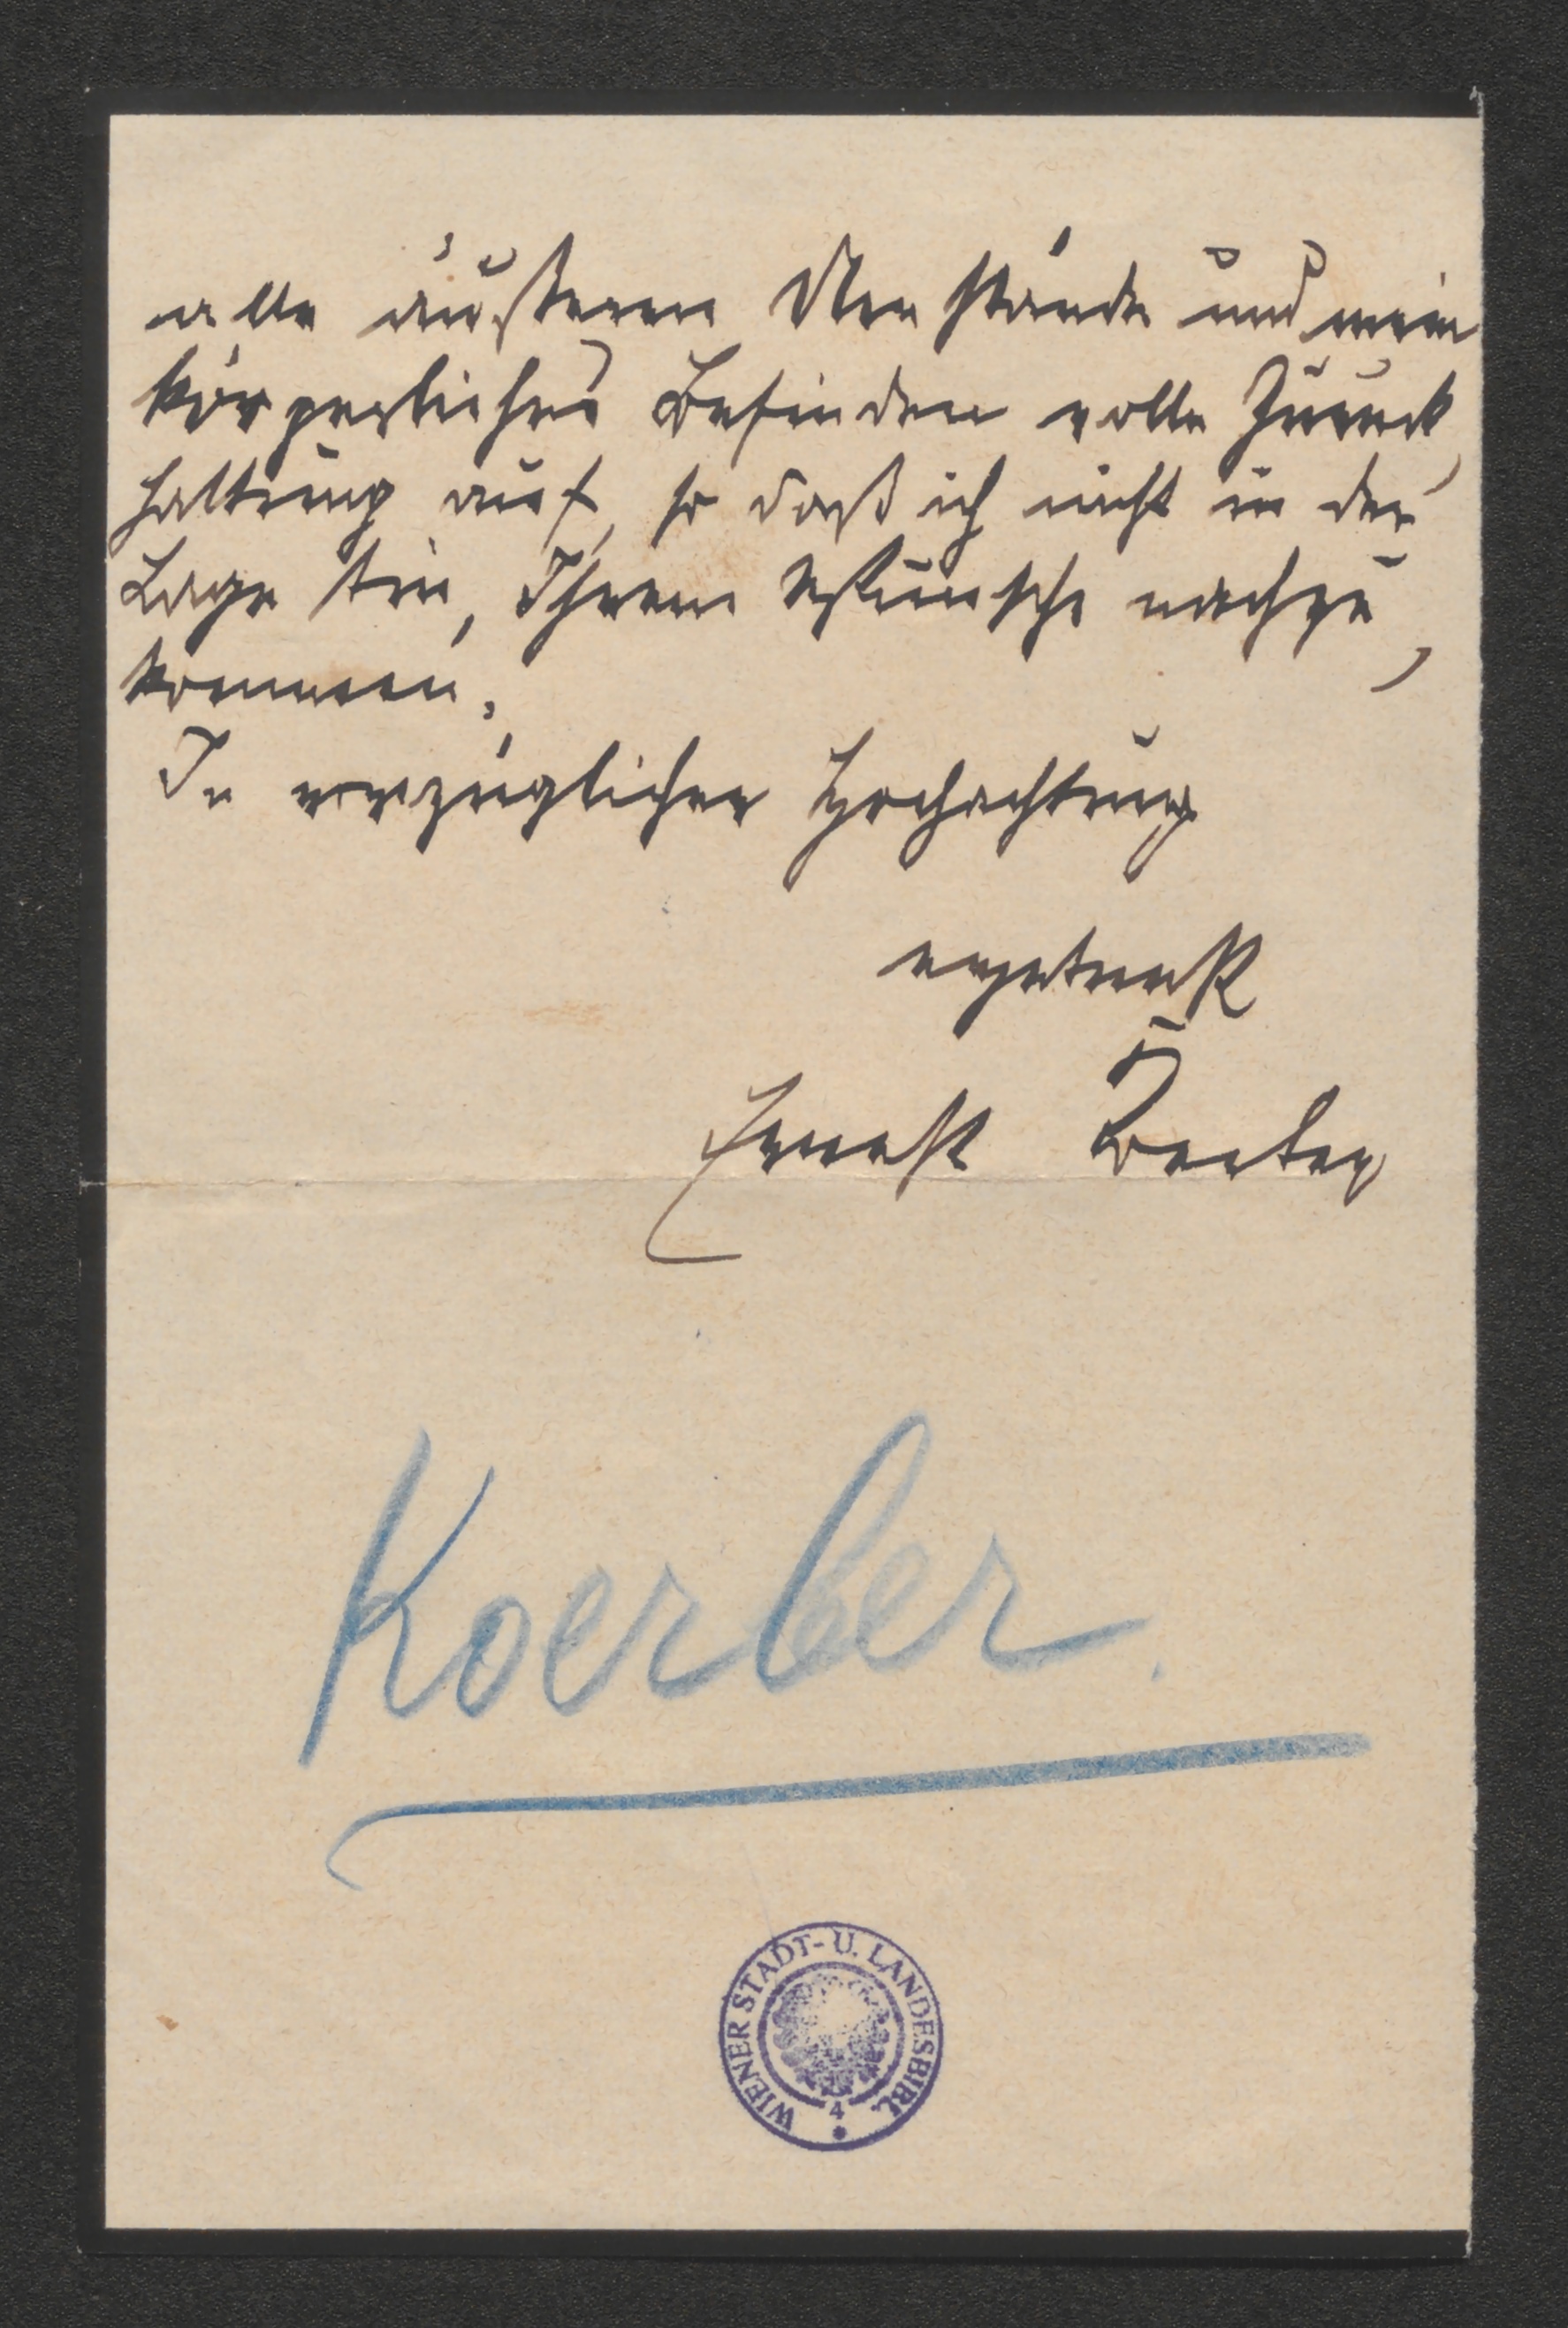 alle äußeren Umstände und mein
körperliches Befinden volle Zurück
haltung auf, so daß ich nicht in der
Lage bin, Ihrem Wunsche nachzu
kommen.
In vorzüglicher Hochachtung
ergebenst
Ernest Koerber
Koerber.
WIENER STADT- U. LANDESBIBL.
4